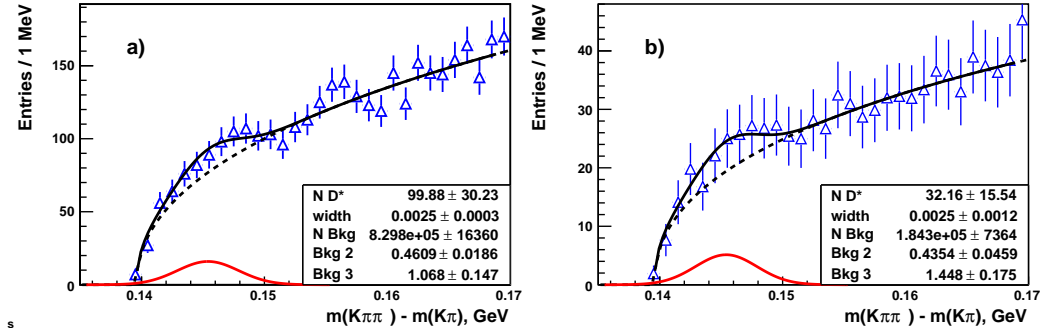 a)
Entries / 1 MeV
150
100
50
0
N D* 99.88 ± 30.23
width 0.0025 ± 0.0003
N Bkg 8.298e+05 ± 16360
Bkg 2 0.4609 ± 0.0186
Bkg 3 1.068 ± 0.147
0.14 0.15 0.16 0.17
m(Kππ) - m(Kπ), GeV
b)
Entries / 1 MeV
40
20
0
N D* 32.16 ± 15.54
width 0.0025 ± 0.0012
N Bkg 1.843e+05 ± 7364
Bkg 2 0.4354 ± 0.0459
Bkg 3 1.448 ± 0.175
0.14 0.15 0.16 0.17
m(Kππ) - m(Kπ), GeV
s